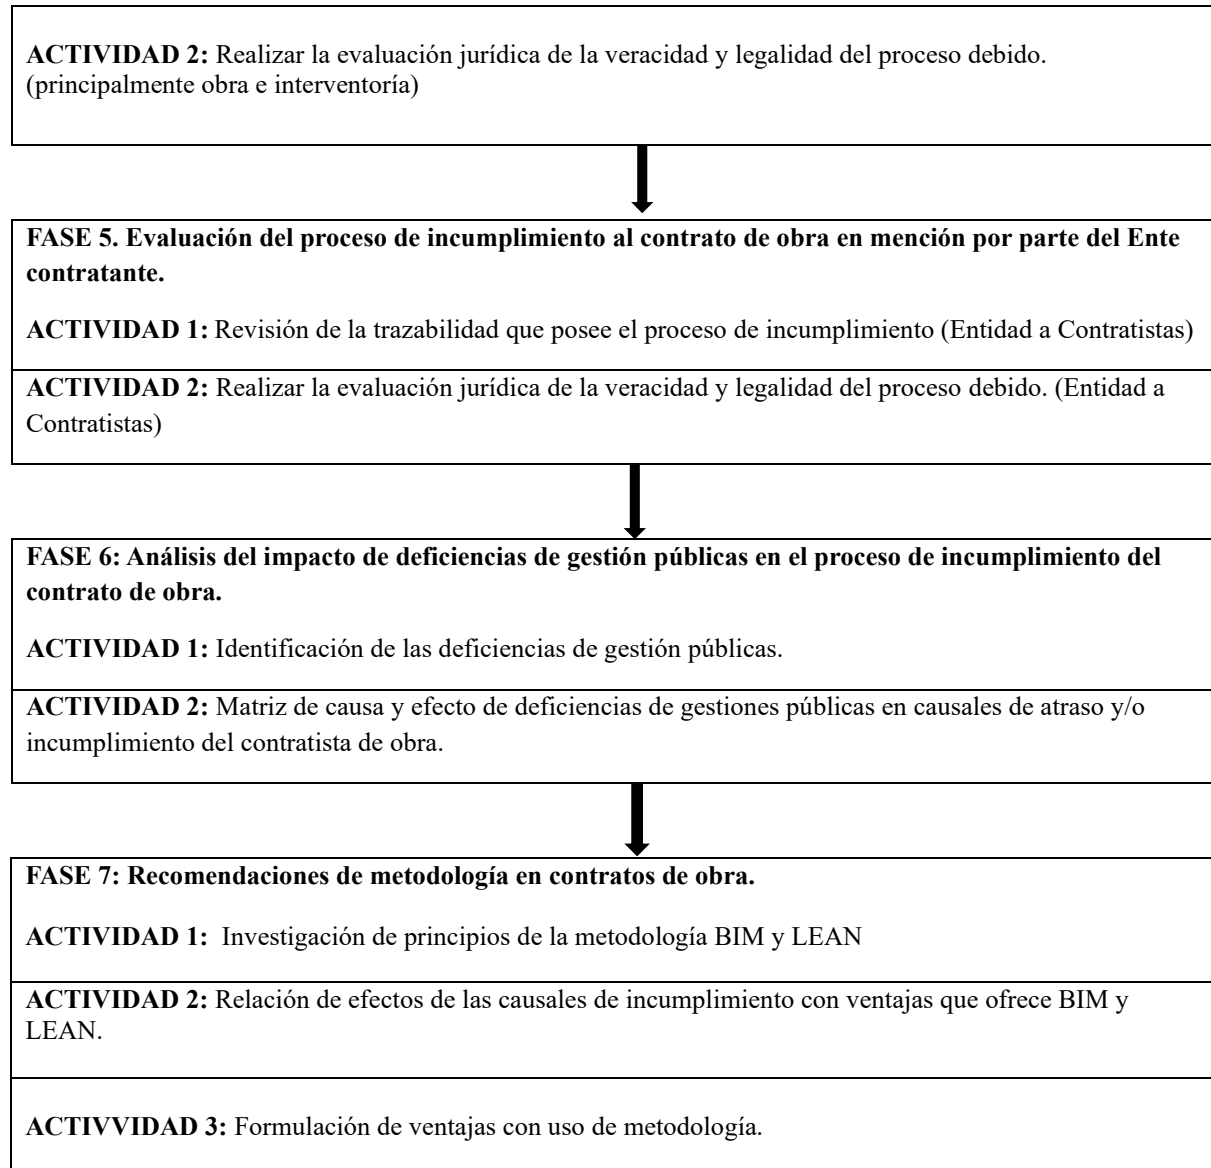 ACTIVIDAD 2: Realizar la evaluación jurídica de la veracidad y legalidad del proceso debido.
(principalmente obra e interventoría)
FASE 5. Evaluación del proceso de incumplimiento al contrato de obra en mención por parte del Ente
contratante.
ACTIVIDAD 1: Revisión de la trazabilidad que posee el proceso de incumplimiento (Entidad a Contratistas)
ACTIVIDAD 2: Realizar la evaluación jurídica de la veracidad y legalidad del proceso debido. (Entidad a
Contratistas)
FASE 6: Análisis del impacto de deficiencias de gestión públicas en el proceso de incumplimiento del
contrato de obra.
ACTIVIDAD 1: Identificación de las deficiencias de gestión públicas.
ACTIVIDAD 2: Matriz de causa y efecto de deficiencias de gestiones públicas en causales de atraso y/o
incumplimiento del contratista de obra.
FASE 7: Recomendaciones de metodología en contratos de obra.
ACTIVIDAD 1: Investigación de principios de la metodología BIM y LEAN
ACTIVIDAD 2: Relación de efectos de las causales de incumplimiento con ventajas que ofrece BIM y
LEAN.
ACTIVVIDAD 3: Formulación de ventajas con uso de metodología.